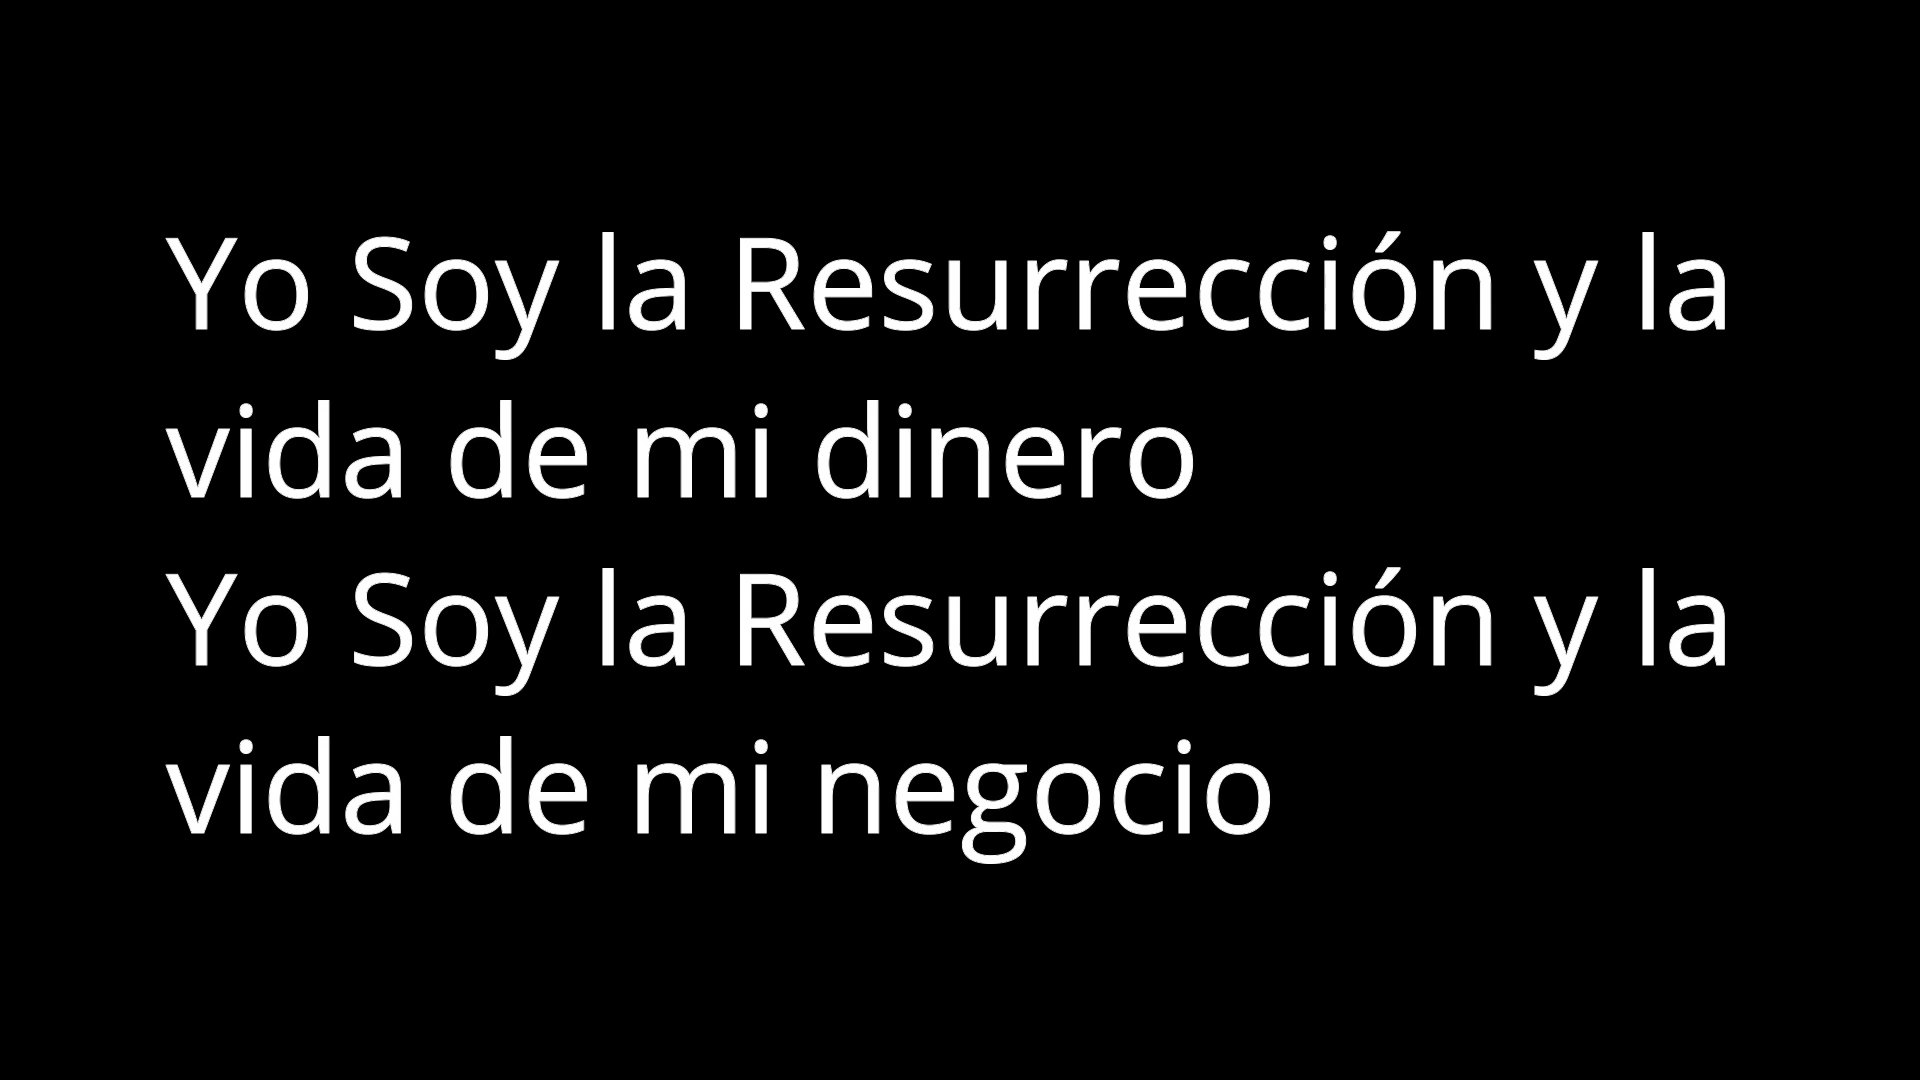 Yo Soy la Resurrección y la
vida de mi dinero
Yo Soy la Resurrección y la
vida de mi negocio